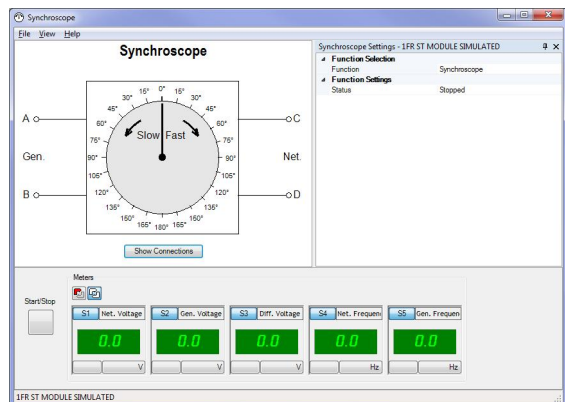 Synchroscope
File View Help
Synchroscope
0°
15° 15°
30° 30°
45° 45°
60° 60°
75° 75°
90° 90°
105° 105°
120° 120°
135° 135°
150° 150°
165° 180° 165°
Slow Fast
A C
Gen. Net.
B D
Show Connections
Synchroscope Settings - 1FR ST MODULE SIMULATED
Function Selection
Function Synchroscope
Function Settings
Status Stopped
Start/Stop
Meters
S1 Net. Voltage S2 Gen. Voltage S3 Diff. Voltage S4 Net. Frequen S5 Gen. Frequen
0.0 0.0 0.0 0.0 0.0
V V V Hz Hz
1FR ST MODULE SIMULATED